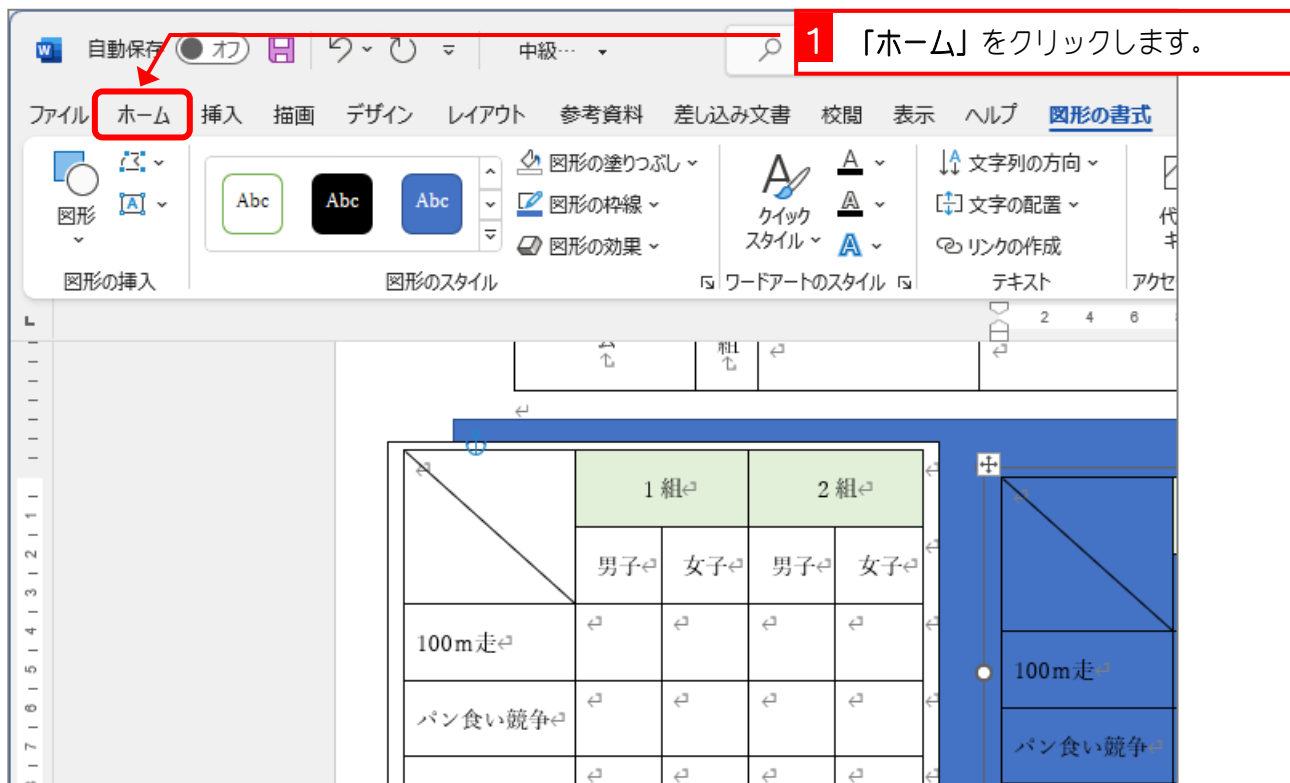 1 「ホーム」をクリックします。
自動保存 オフ 中級…
ファイル ホーム 挿入 描画 デザイン レイアウト 参考資料 差し込み文書 校閲 表示 ヘルプ 図形の書式
図形
Abc Abc Abc
図形の塗りつぶし
図形の枠線
図形の効果
クイック
スタイル
A
A
A
文字列の方向
文字の配置
リンクの作成
代
キ
図形の挿入 図形のスタイル ワードアートのスタイル テキスト アクセ
2 4 6
組
1組 2組
男子 女子 男子 女子
100m走
パン食い競争
100m走
パン食い競争
1
2
3
4
5
6
7